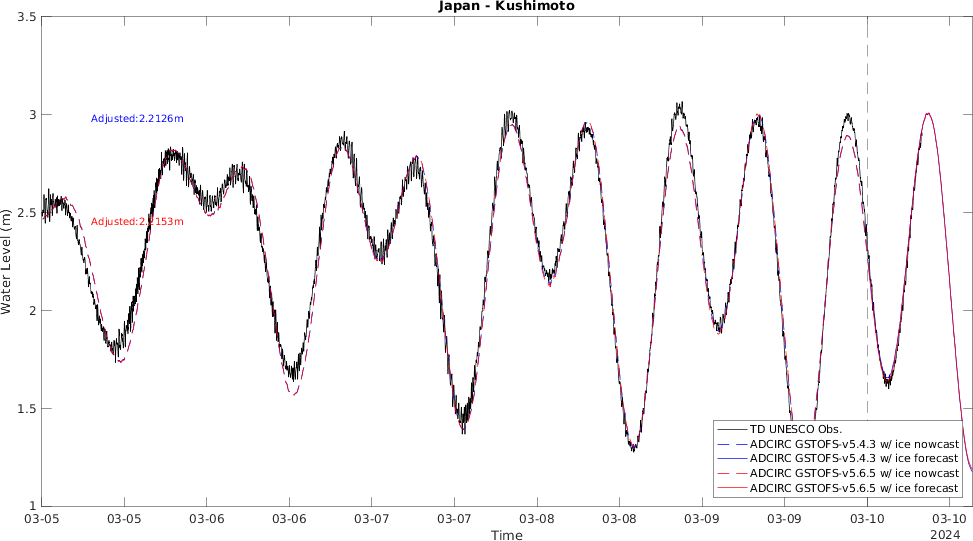 Japan - Kushimoto
3.5
3
2.5
2
1.5
1
Water Level (m)
Adjusted:2.2126m
Adjusted:2.2153m
TD UNESCO Obs.
ADCIRC GSTOFS-v5.4.3 w/ ice nowcast
ADCIRC GSTOFS-v5.4.3 w/ ice forecast
ADCIRC GSTOFS-v5.6.5 w/ ice nowcast
ADCIRC GSTOFS-v5.6.5 w/ ice forecast
03-05 03-05 03-06 03-06 03-07 03-07 03-08 03-08 03-09 03-09 03-10 03-10
2024
Time